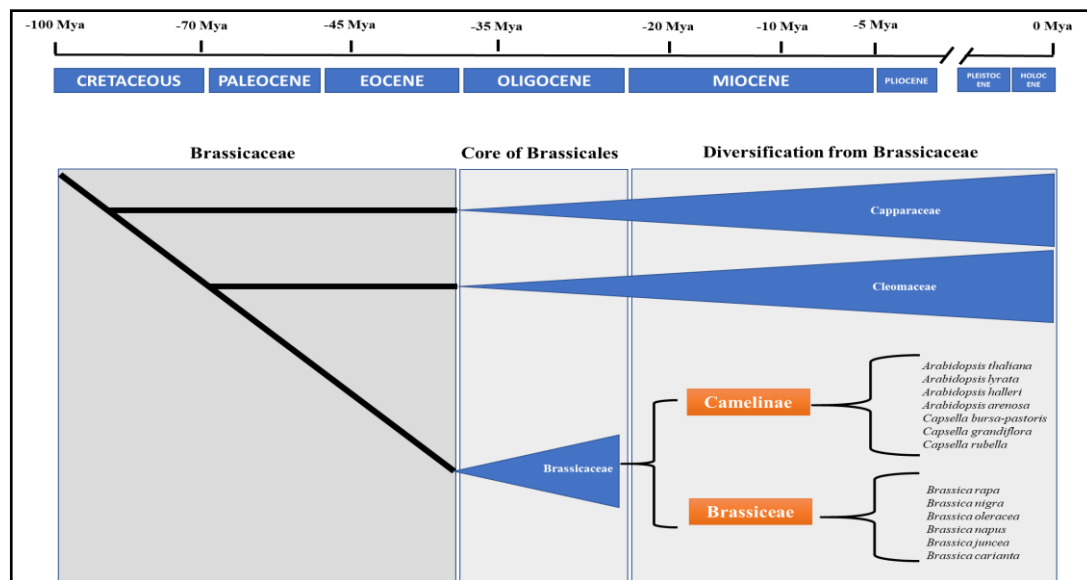 -100 Mya -70 Mya -45 Mya -35 Mya -20 Mya -10 Mya -5 Mya 0 Mya
CRETACEOUS PALEOCENE EOCENE OLIGOCENE MIOCENE PLIOCENE PLEISTOC HOLOC
ENE ENE
Brassicaceae Core of Brassicales Diversification from Brassicaceae
Capparaceae
Cleomaceae
Arabidopsis thaliana
Arabidopsis lyrata
Arabidopsis halleri
Camelinae
Arabidopsis arenosa
Capsella bursa-pastoris
Capsella grandiflora
Capsella rubella
Brassicaceae
Brassiceae
Brassica rapa
Brassica nigra
Brassica oleracea
Brassica napus
Brassica juncea
Brassica carianta